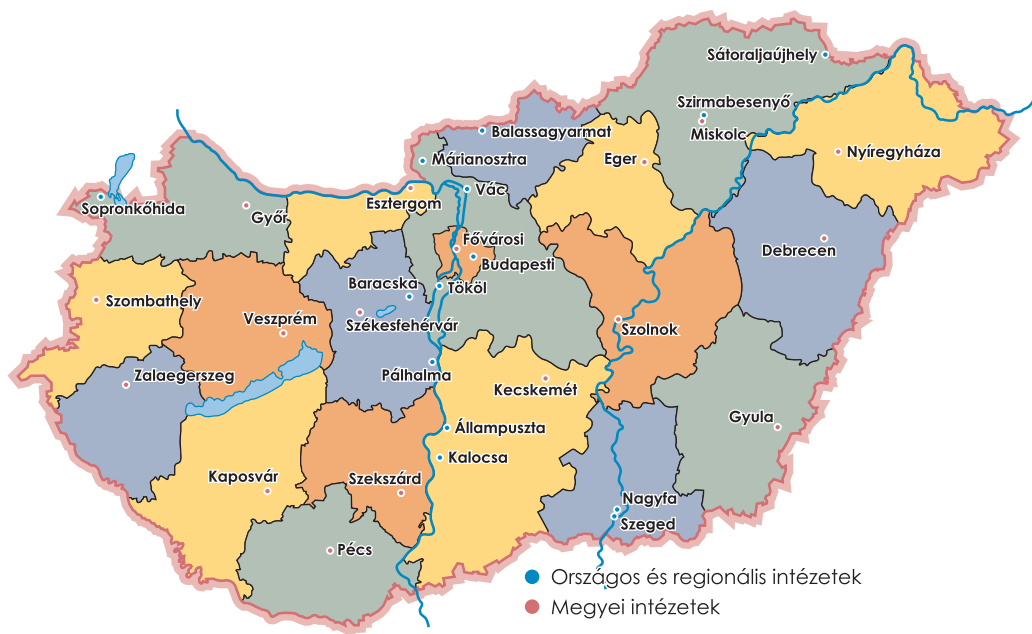 Sátoraljaújhely
Szirmabesenyő
Miskolc
Balassagyarmat
Eger
Nyíregyháza
Márianosztra
Vác
Sopronkőhida
Győr
Esztergom
Fővárosi
Budapesti
Debrecen
Baracska
Tököl
Szombathely
Veszprém
Székesfehérvár
Szolnok
Zalaegerszeg
Pálhalma
Kecskemét
Gyula
Állampuszta
Kalocsa
Kaposvár
Szekszárd
Nagyfa
Szeged
Pécs
Országos és regionális intézetek
Megyei intézetek